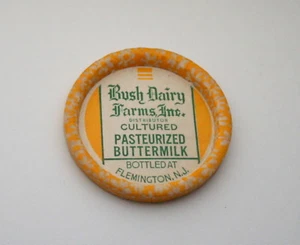 Bush Dairy
Farms, Inc.
DISTRIBUTOR
CULTURED
PASTEURIZED
BUTTERMILK
BOTTLED AT
FLEMINGTON, N.J.